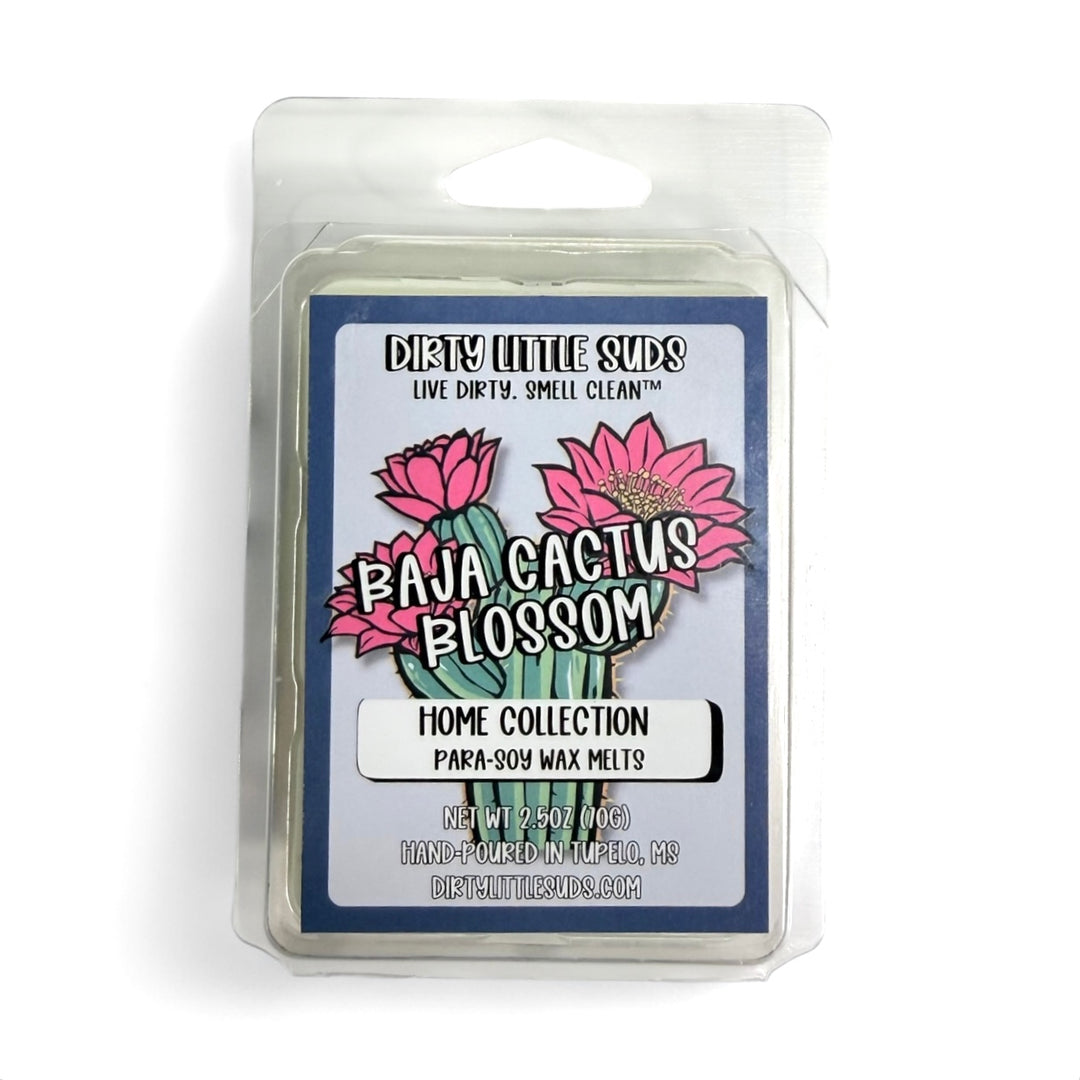 DIRTY LITTLE SUDS
LIVE DIRTY. SMELL CLEAN™
BAJA CACTUS
BLOSSOM
HOME COLLECTION
PARA-SOY WAX MELTS
NET WT 2.5OZ (70G)
HAND-POURED IN TUPELO, MS
DIRTYLITTLESUDS.COM